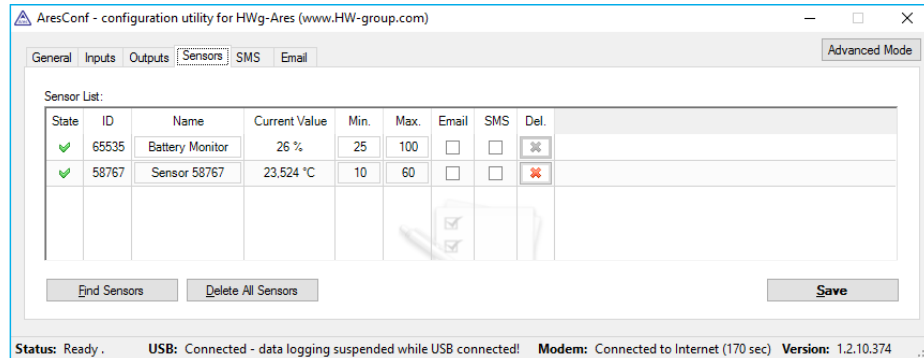 AresConf - configuration utility for HWg-Ares (www.HW-group.com)
General Inputs Outputs Sensors SMS Email Advanced Mode
Sensor List:
State ID Name Current Value Min. Max. Email SMS Del.
65535 Battery Monitor 26 % 25 100
58767 Sensor 58767 23,524 °C 10 60
Find Sensors Delete All Sensors Save
Status: Ready . USB: Connected - data logging suspended while USB connected! Modem: Connected to Internet (170 sec) Version: 1.2.10.374